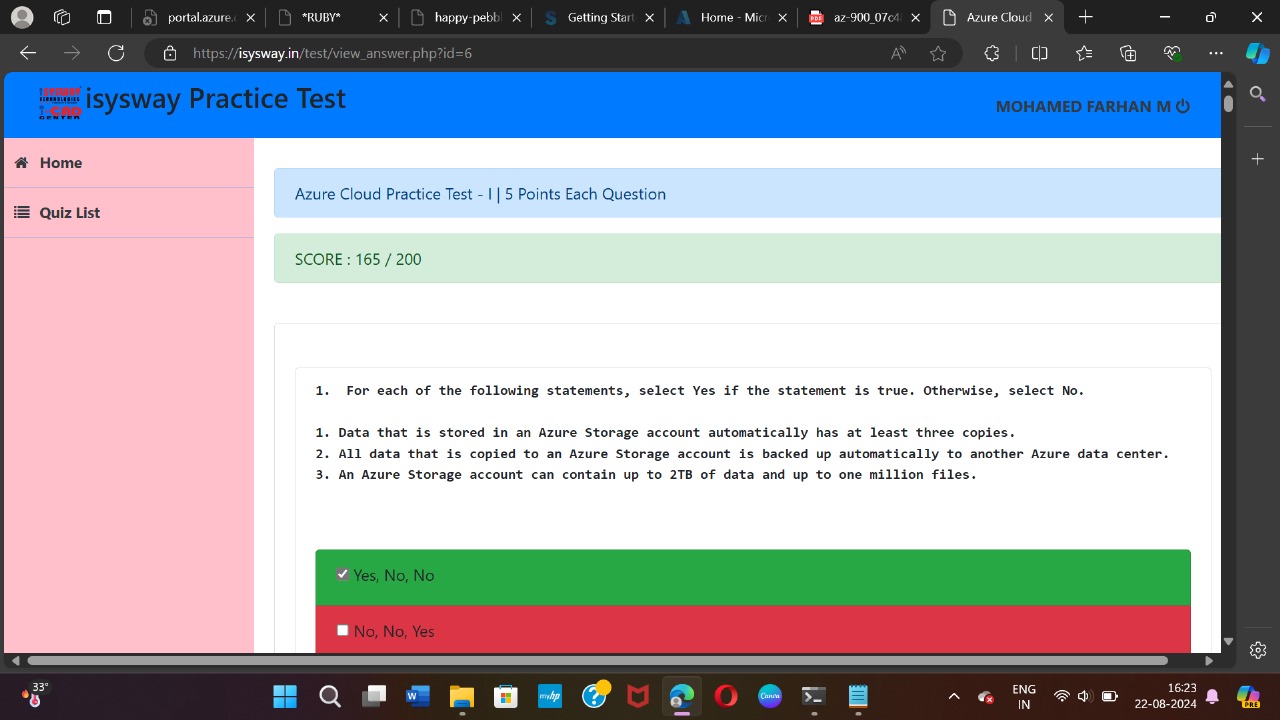 portal.azure.c
*RUBY*
happy-pebbl
Getting Start
Home - Micr
az-900_07c4
Azure Cloud
https://isysway.in/test/view_answer.php?id=6
isysway Practice Test
MOHAMED FARHAN M
Home
Quiz List
Azure Cloud Practice Test - I | 5 Points Each Question
SCORE : 165 / 200
1. For each of the following statements, select Yes if the statement is true. Otherwise, select No.
1. Data that is stored in an Azure Storage account automatically has at least three copies.
2. All data that is copied to an Azure Storage account is backed up automatically to another Azure data center.
3. An Azure Storage account can contain up to 2TB of data and up to one million files.
Yes, No, No
No, No, Yes
33°
ENG
IN
16:23
22-08-2024